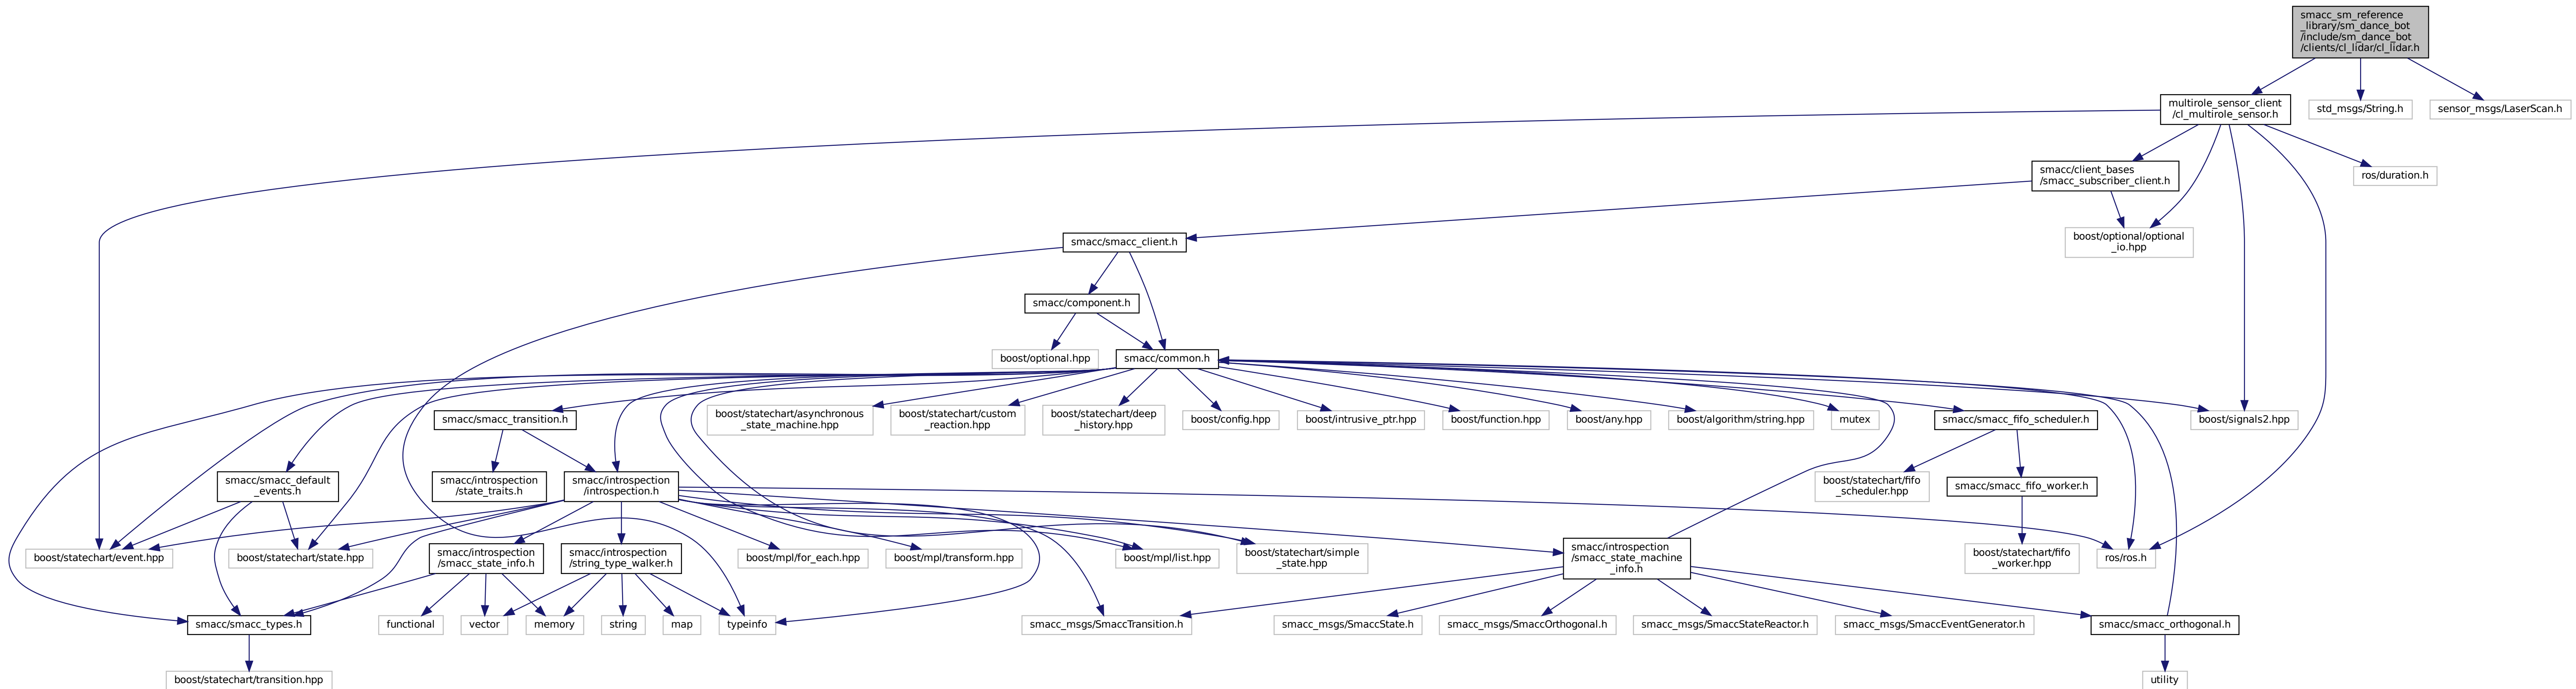 smacc_sm_reference
_library/sm_dance_bot
/include/sm_dance_bot
/clients/cl_lidar/cl_lidar.h
multirole_sensor_client
/cl_multirole_sensor.h
std_msgs/String.h
sensor_msgs/LaserScan.h
smacc/client_bases
/smacc_subscriber_client.h
ros/duration.h
smacc/smacc_client.h
boost/optional/optional
_io.hpp
smacc/component.h
boost/optional.hpp
smacc/common.h
smacc/smacc_transition.h
boost/statechart/asynchronous
_state_machine.hpp
boost/statechart/custom
_reaction.hpp
boost/statechart/deep
_history.hpp
boost/config.hpp
boost/intrusive_ptr.hpp
boost/function.hpp
boost/any.hpp
boost/algorithm/string.hpp
mutex
smacc/smacc_fifo_scheduler.h
boost/signals2.hpp
smacc/smacc_default
_events.h
smacc/introspection
/state_traits.h
smacc/introspection
/introspection.h
boost/statechart/fifo
_scheduler.hpp
smacc/smacc_fifo_worker.h
boost/statechart/event.hpp
boost/statechart/state.hpp
smacc/introspection
/smacc_state_info.h
smacc/introspection
/string_type_walker.h
boost/mpl/for_each.hpp
boost/mpl/transform.hpp
boost/mpl/list.hpp
boost/statechart/simple
_state.hpp
smacc/introspection
/smacc_state_machine
_info.h
boost/statechart/fifo
_worker.hpp
ros/ros.h
smacc/smacc_types.h
functional
vector
memory
string
map
typeinfo
smacc_msgs/SmaccTransition.h
smacc_msgs/SmaccState.h
smacc_msgs/SmaccOrthogonal.h
smacc_msgs/SmaccStateReactor.h
smacc_msgs/SmaccEventGenerator.h
smacc/smacc_orthogonal.h
boost/statechart/transition.hpp
utility